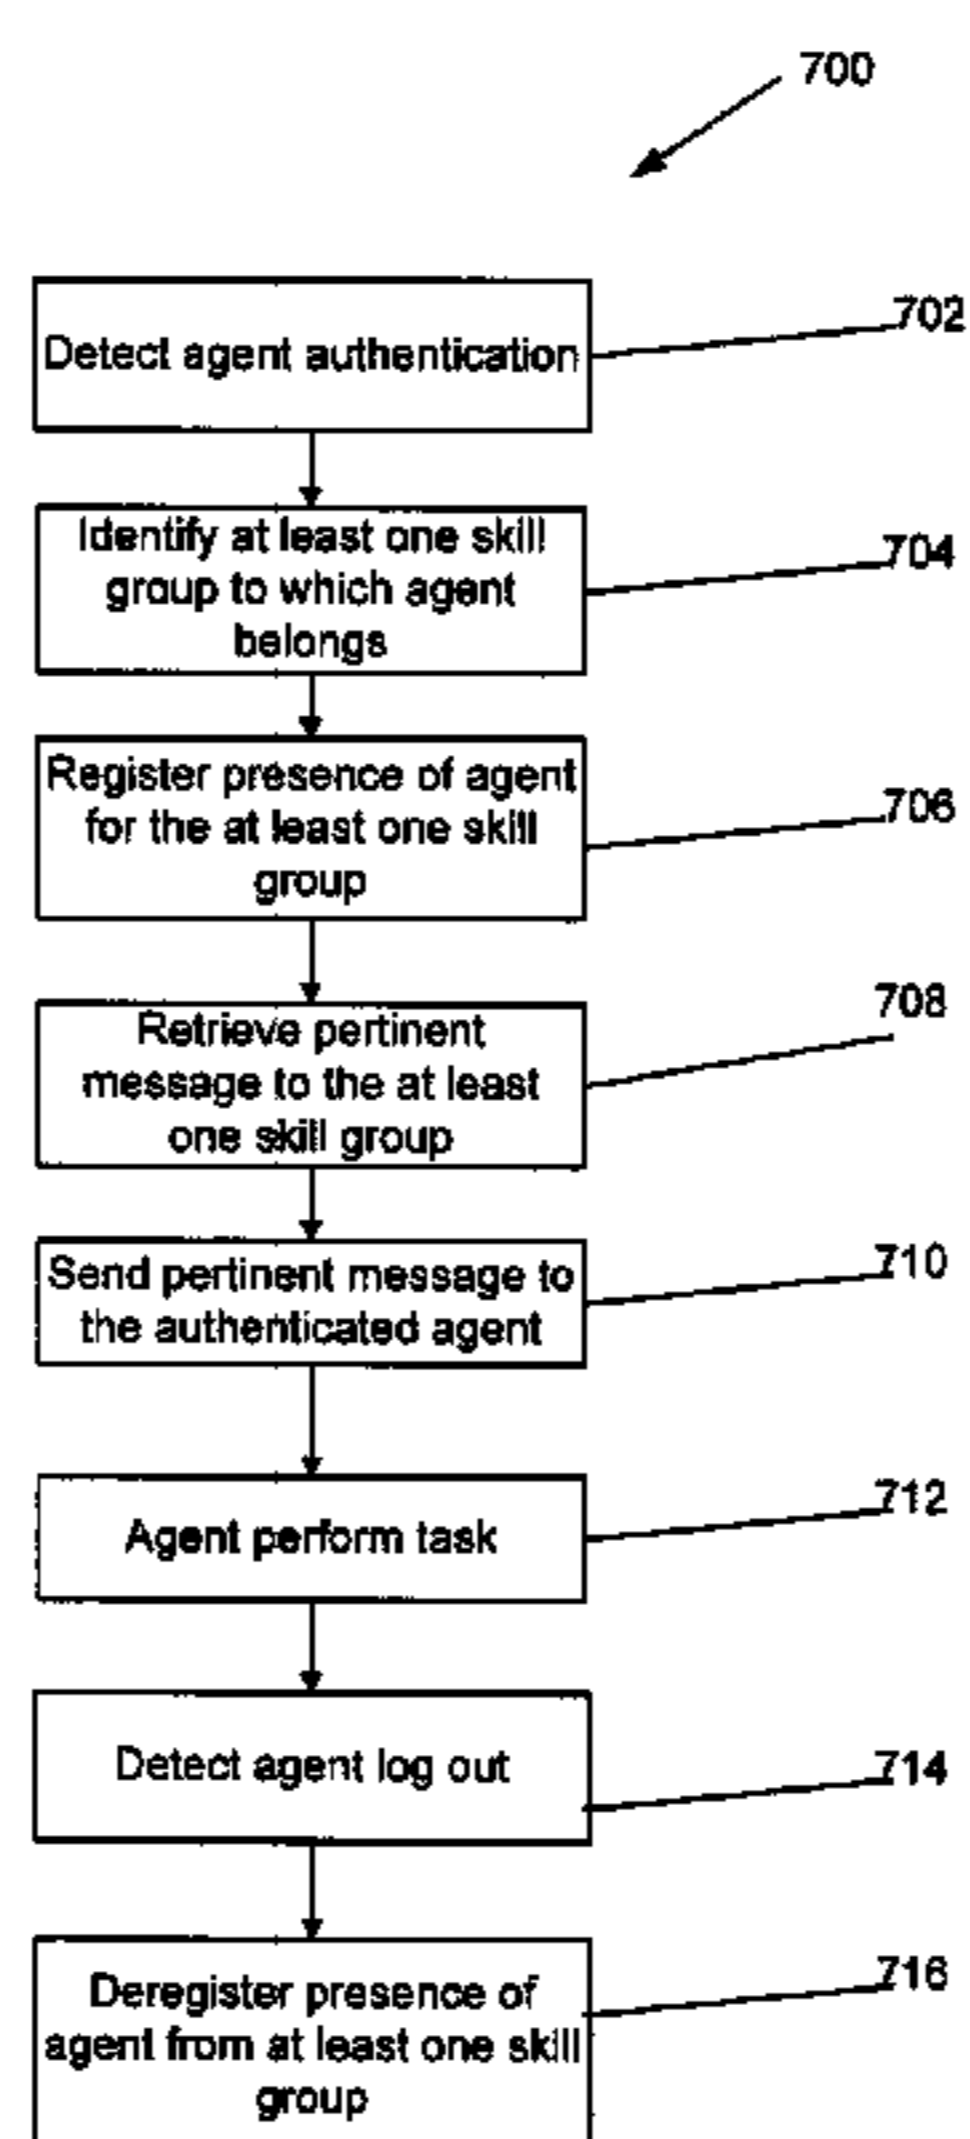 700
Detect agent authentication
702
Identify at least one skill
group to which agent
belongs
704
Register presence of agent
for the at least one skill
group
706
Retrieve pertinent
message to the at least
one skill group
708
Send pertinent message to
the authenticated agent
710
Agent perform task
712
Detect agent log out
714
Deregister presence of
agent from at least one skill
group
716